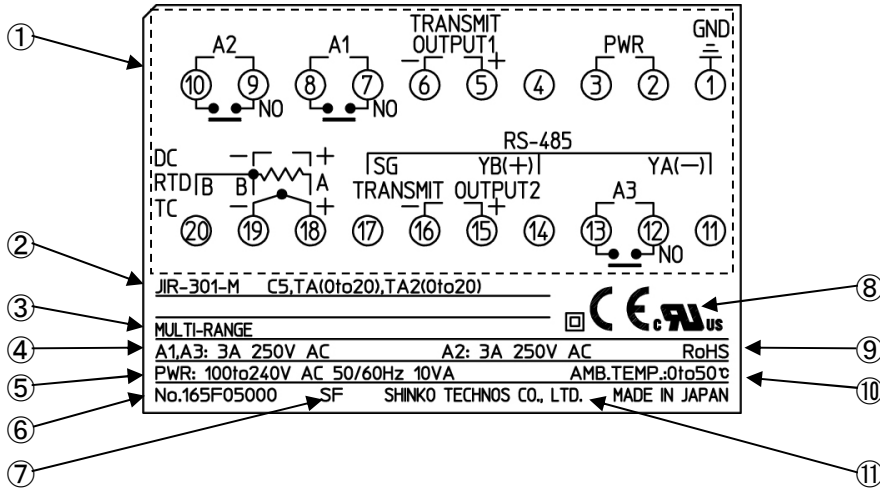 TRANSMIT
A2 A1 OUTPUT1 PWR GND
− +
⑩ ⑨ ⑧ ⑦ ⑥ ⑤ ④ ③ ② ①
NO NO
RS-485
DC − + SG YB(+) YA(−)
RTD B B A TRANSMIT OUTPUT2 A3
TC − + − +
⑳ ⑲ ⑱ ⑰ ⑯ ⑮ ⑭ ⑬ ⑫ ⑪
NO
JIR-301-M C5,TA(0to20),TA2(0to20)
MULTI-RANGE CE c RU US
A1,A3: 3A 250V AC A2: 3A 250V AC RoHS
PWR: 100to240V AC 50/60Hz 10VA AMB.TEMP.:0to50℃
No.165F05000 SF SHINKO TECHNOS CO., LTD. MADE IN JAPAN
①
②
③
④
⑤
⑥
⑦
⑧
⑨
⑩
⑪